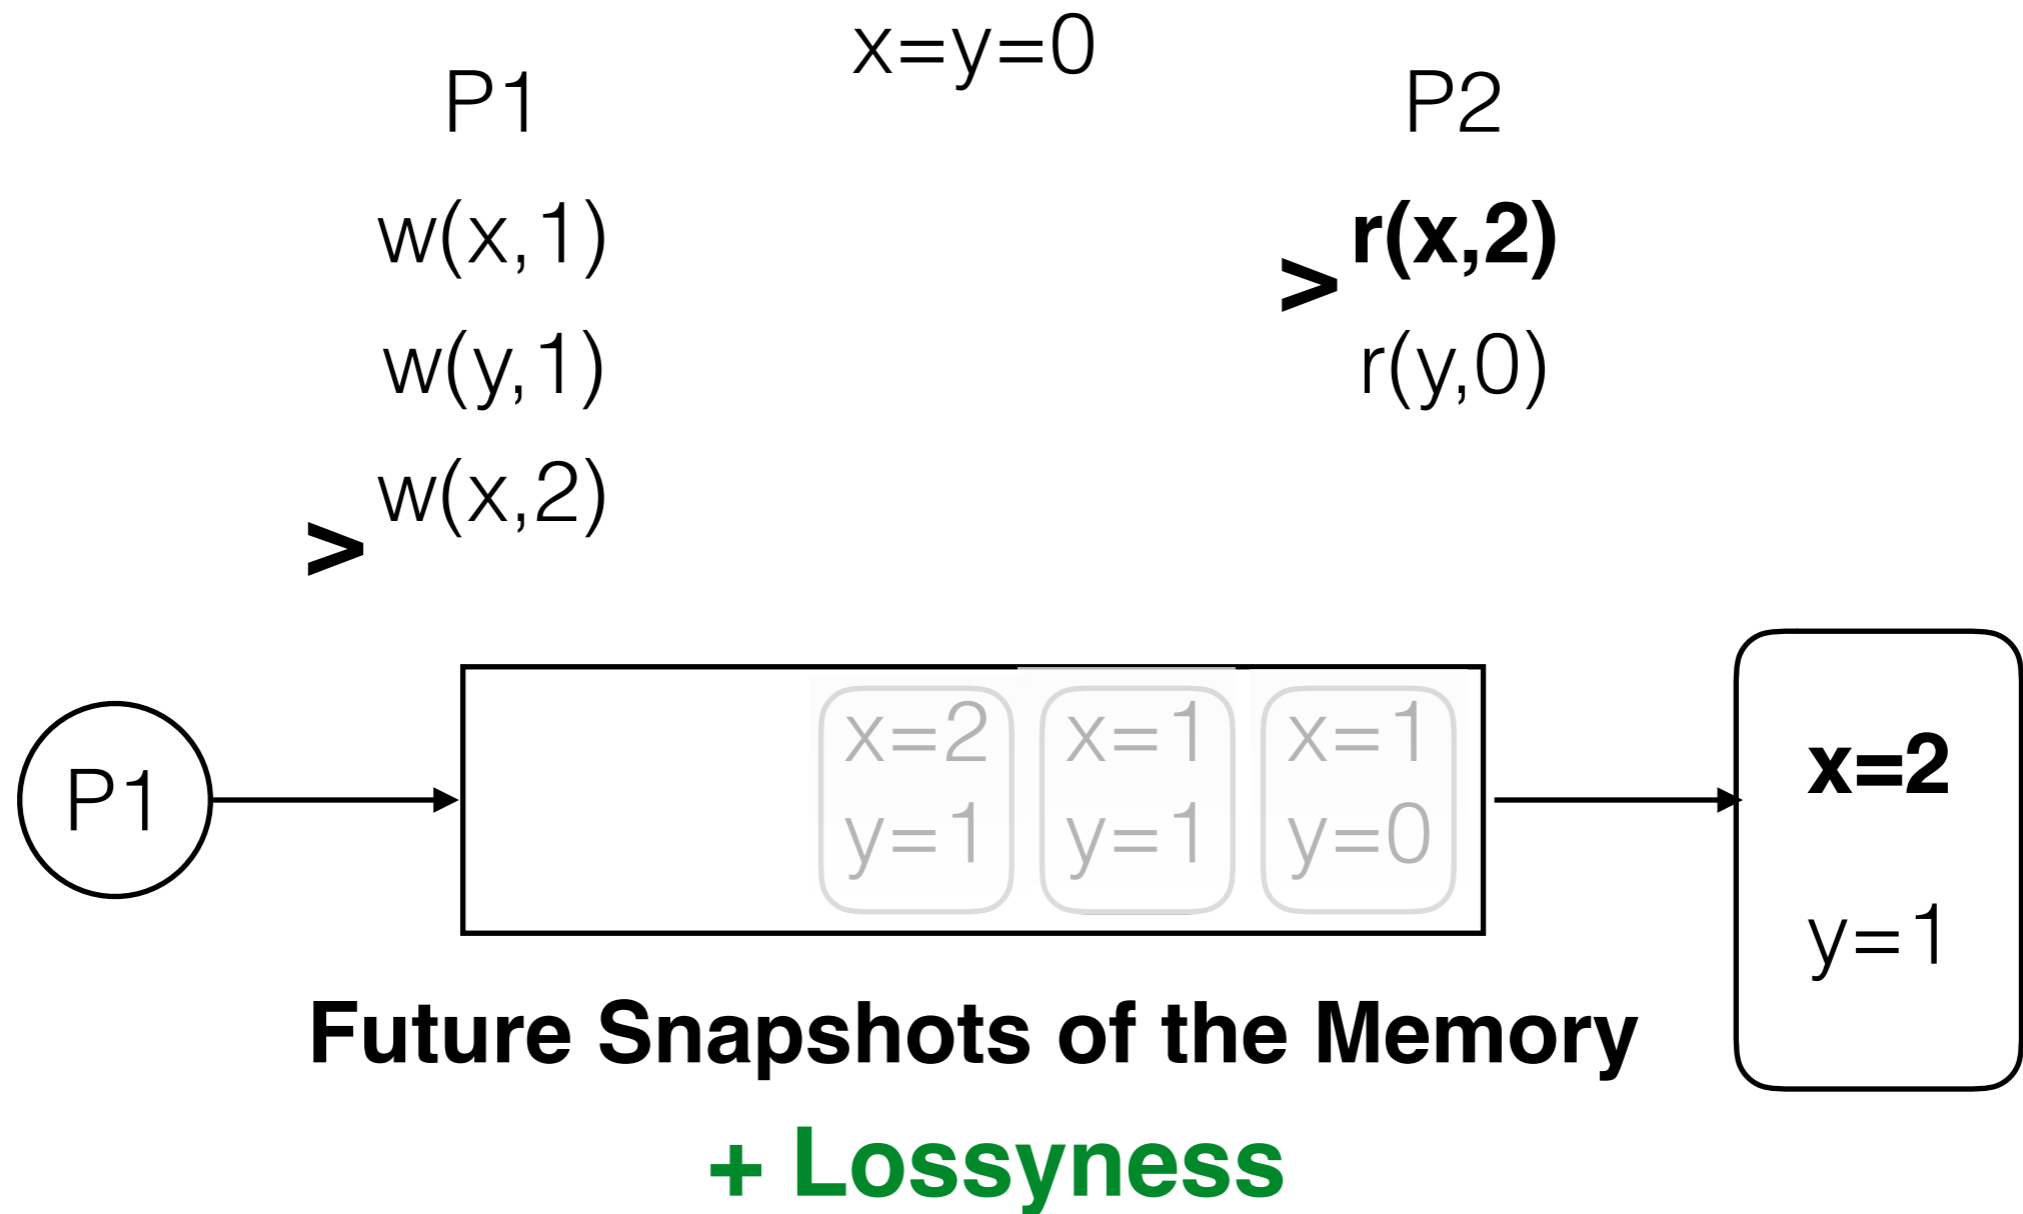 x=y=0
P1
P2
w(x,1)
r(x,2)
>
w(y,1)
r(y,0)
w(x,2)
>
P1
x=2
x=1
x=1
y=1
y=1
y=0
x=2
y=1
Future Snapshots of the Memory
+ Lossyness